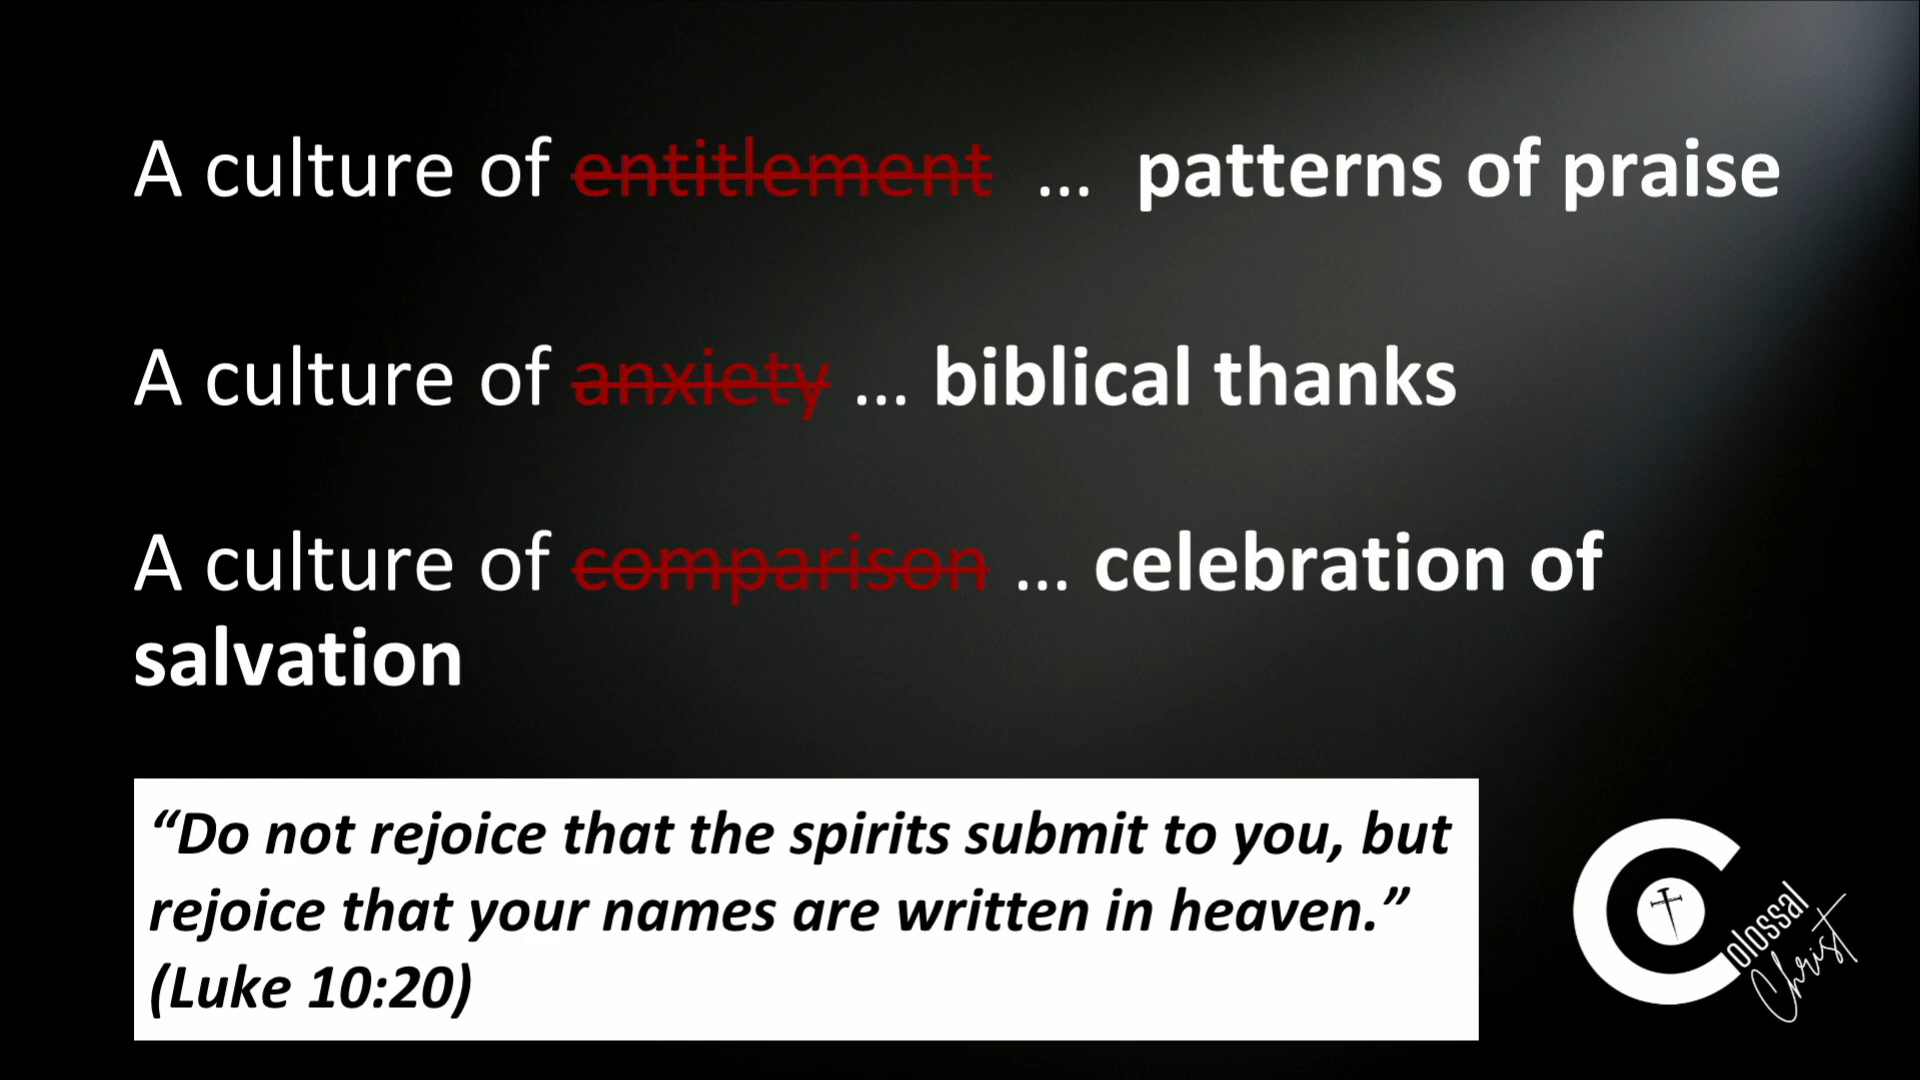 A culture of entitlement ... patterns of praise
A culture of anxiety ... biblical thanks
A culture of comparison ... celebration of
salvation
“Do not rejoice that the spirits submit to you, but
rejoice that your names are written in heaven.”
(Luke 10:20)
Colossal
Christ